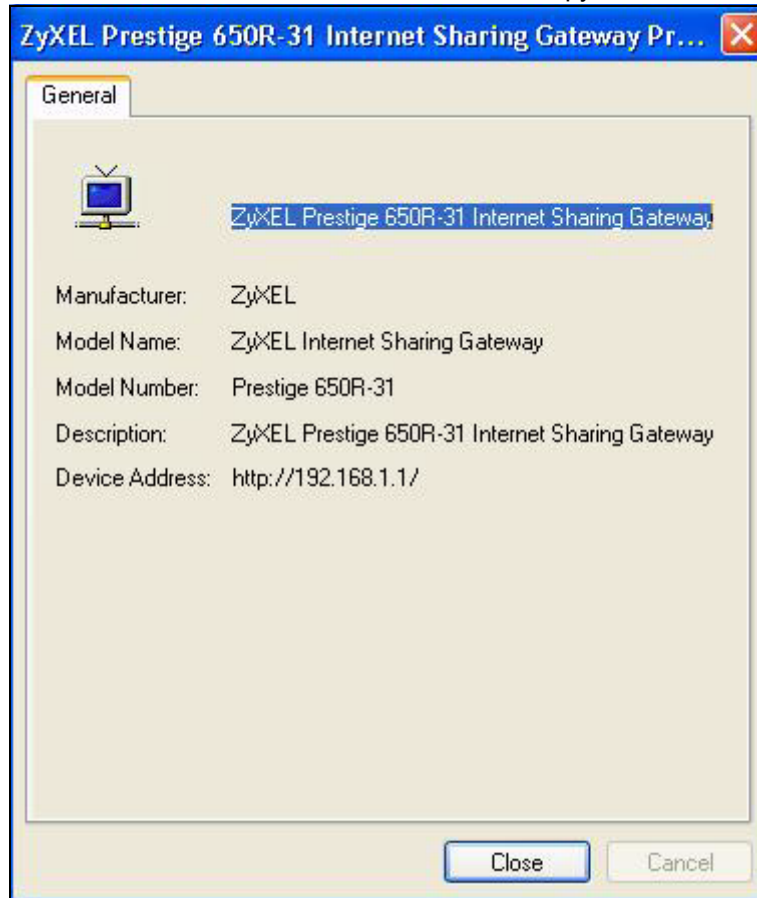 ZyXEL Prestige 650R-31 Internet Sharing Gateway Pr...
General
ZyXEL Prestige 650R-31 Internet Sharing Gateway
Manufacturer: ZyXEL
Model Name: ZyXEL Internet Sharing Gateway
Model Number: Prestige 650R-31
Description: ZyXEL Prestige 650R-31 Internet Sharing Gateway
Device Address: http://192.168.1.1/
Close Cancel